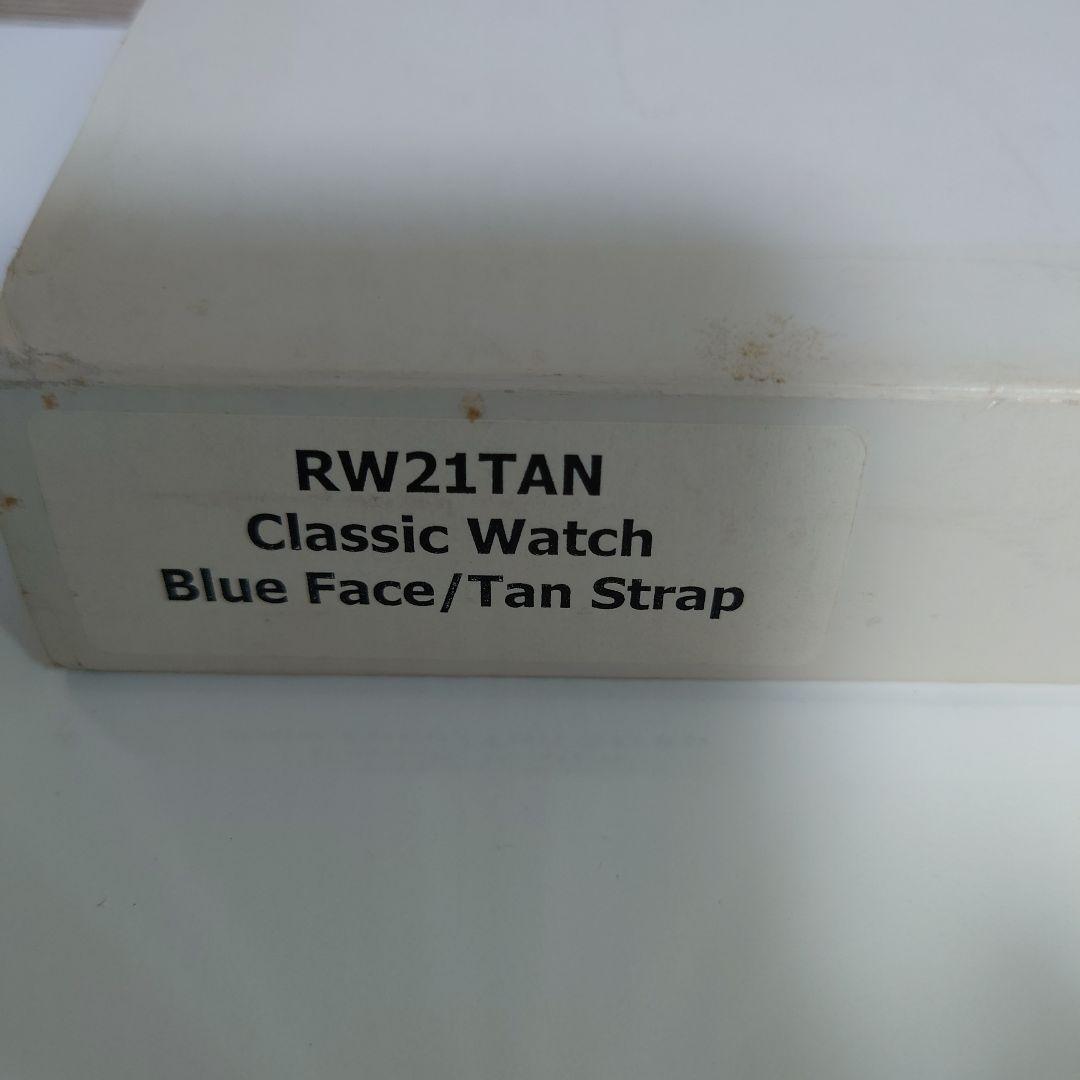 RW21TAN
Classic Watch
Blue Face/Tan Strap